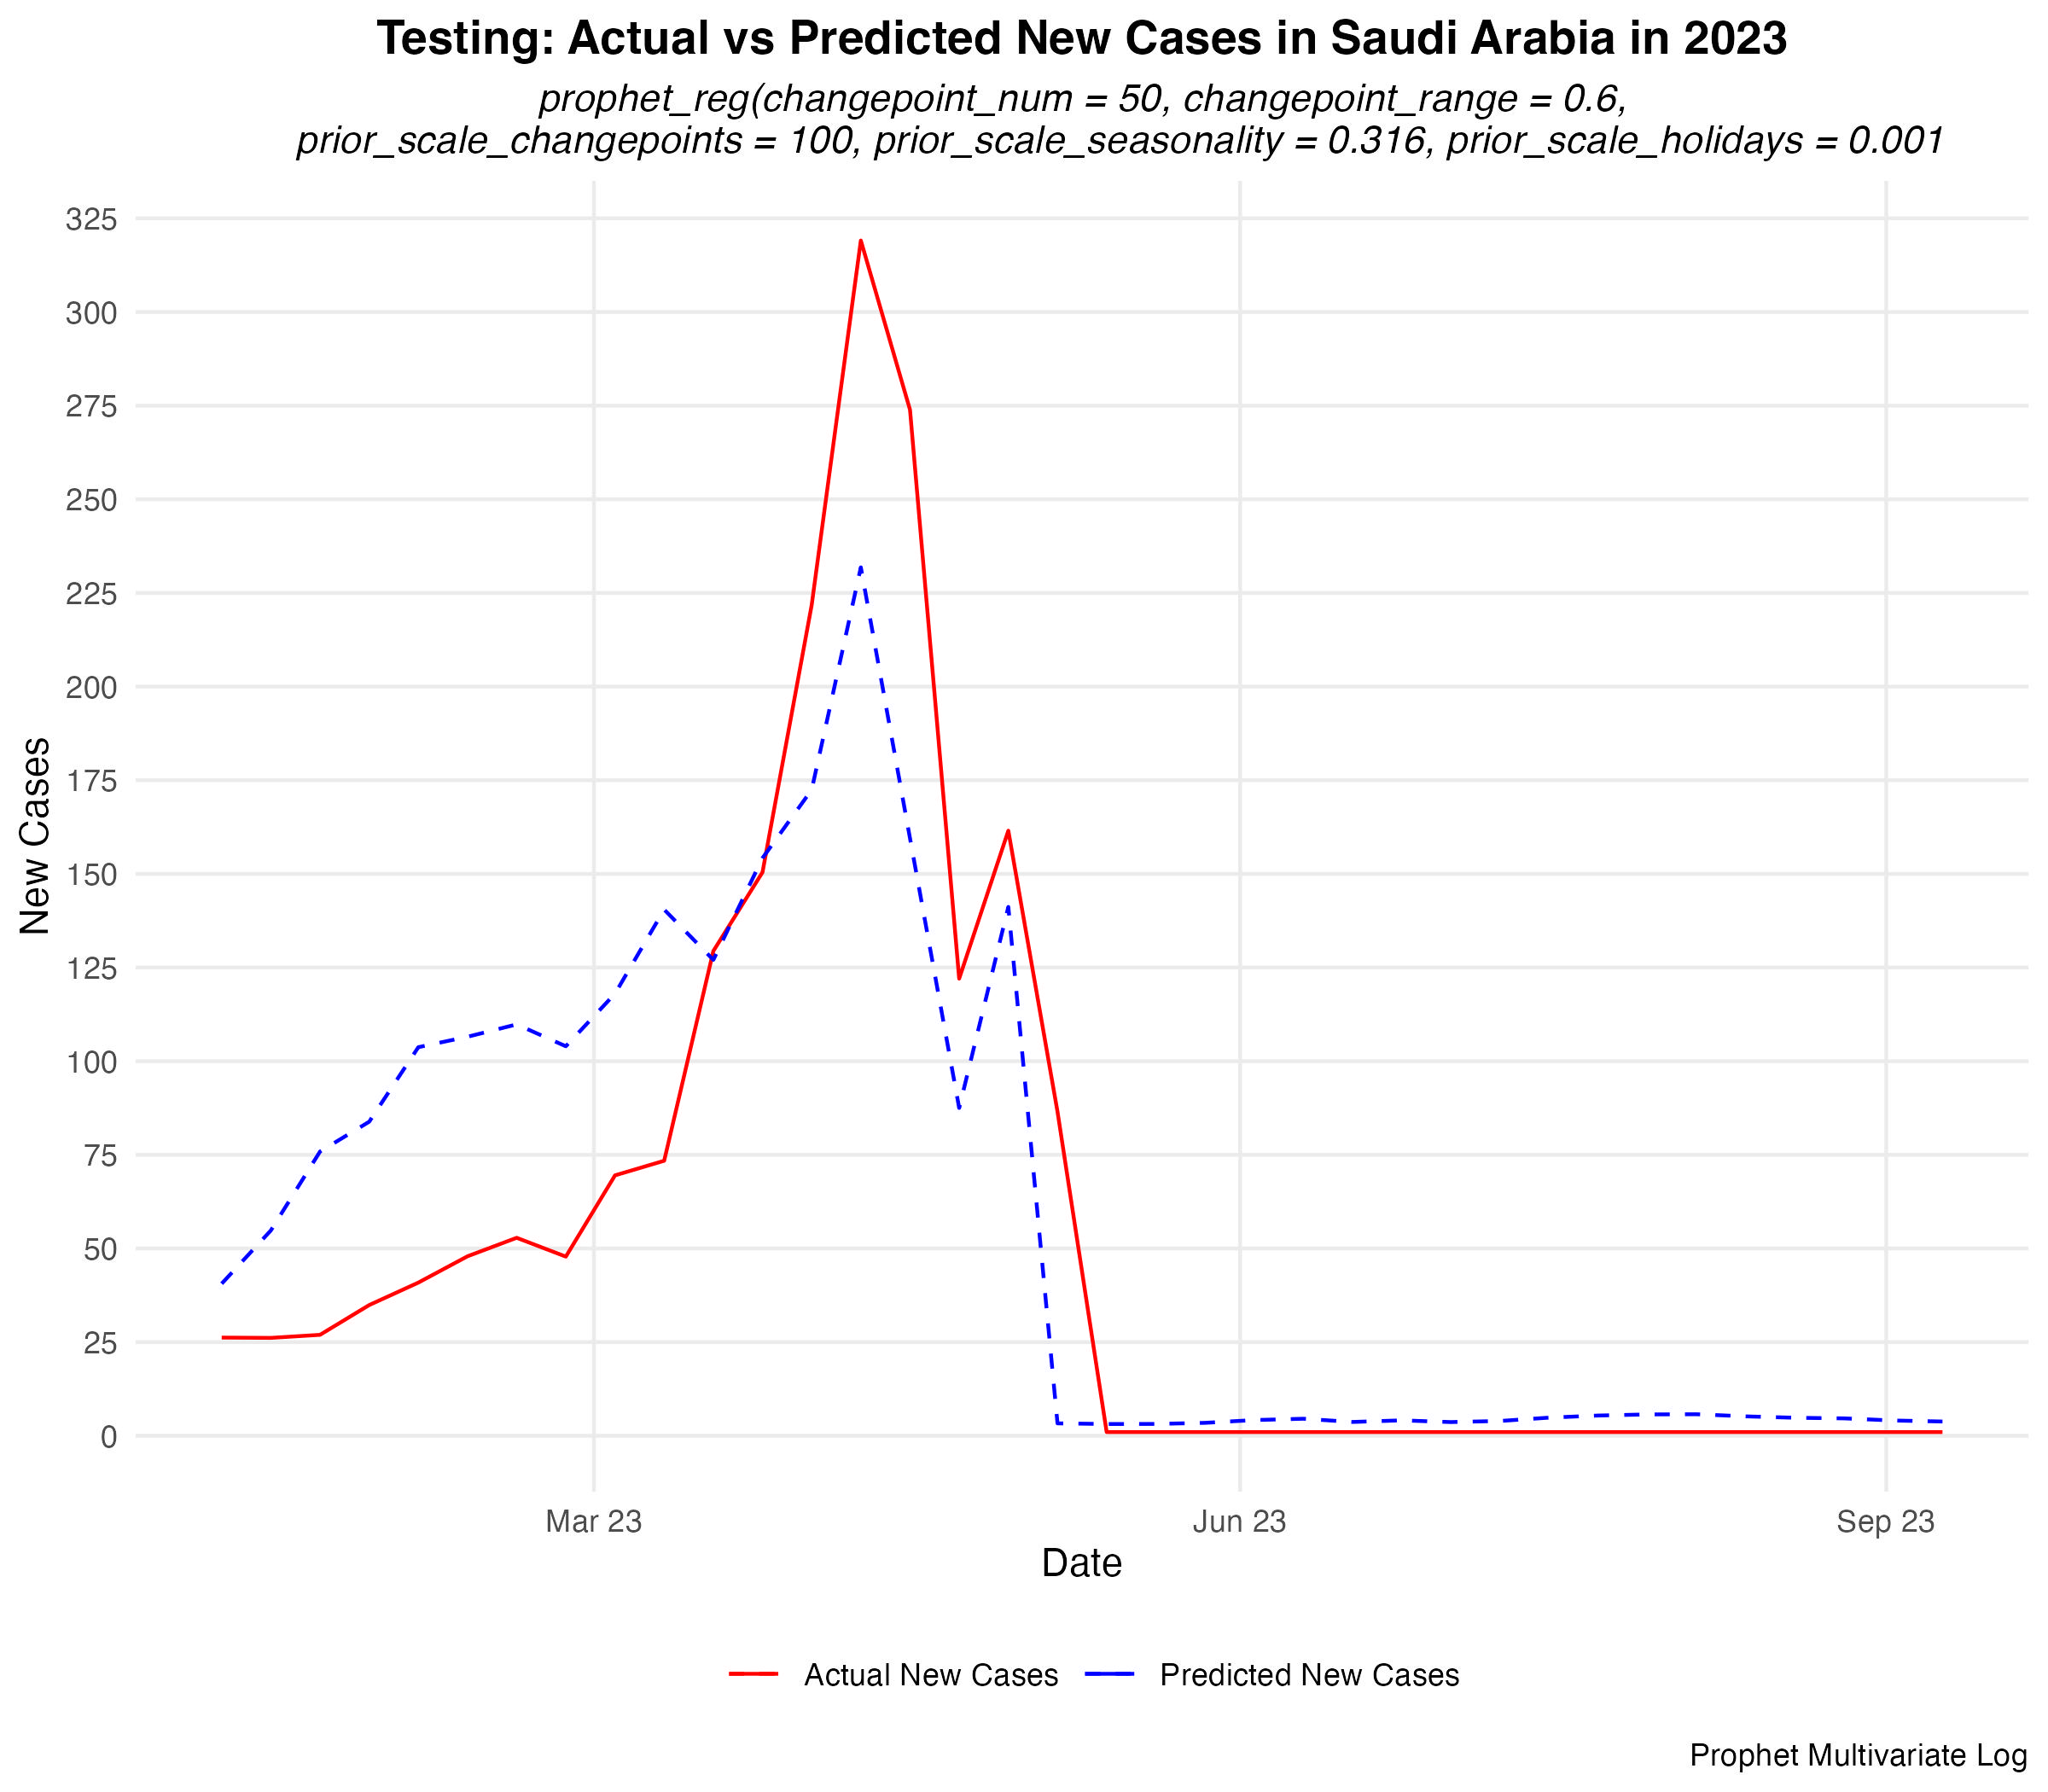 Testing: Actual vs Predicted New Cases in Saudi Arabia in 2023
prophet_reg(changepoint_num = 50, changepoint_range = 0.6,
prior_scale_changepoints = 100, prior_scale_seasonality = 0.316, prior_scale_holidays = 0.001
325
300
275
250
225
200
175
150
125
100
75
50
25
0
New Cases
Mar 23
Jun 23
Sep 23
Date
Actual New Cases
Predicted New Cases
Prophet Multivariate Log